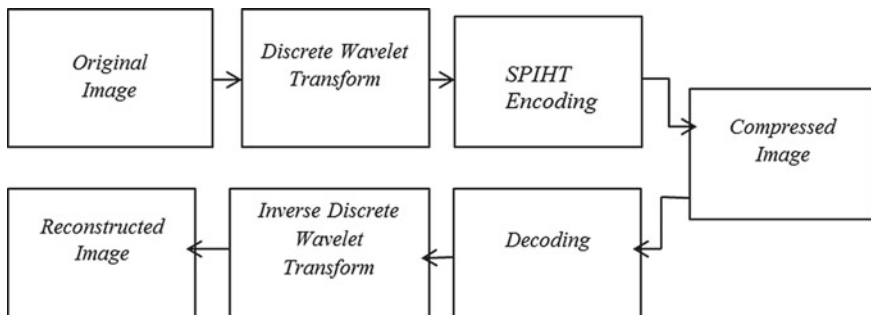 Original
Image
Discrete Wavelet
Transform
SPIHT
Encoding
Compressed
Image
Reconstructed
Image
Inverse Discrete
Wavelet
Transform
Decoding